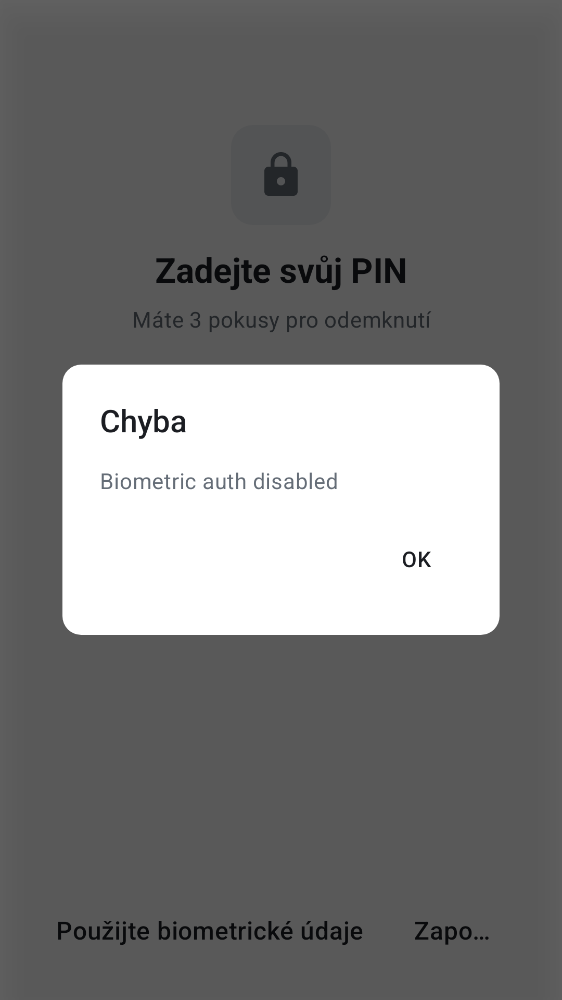 Zadejte svůj PIN
Máte 3 pokusy pro odemknutí
Chyba
Biometric auth disabled
OK
Použijte biometrické údaje
Zapo…